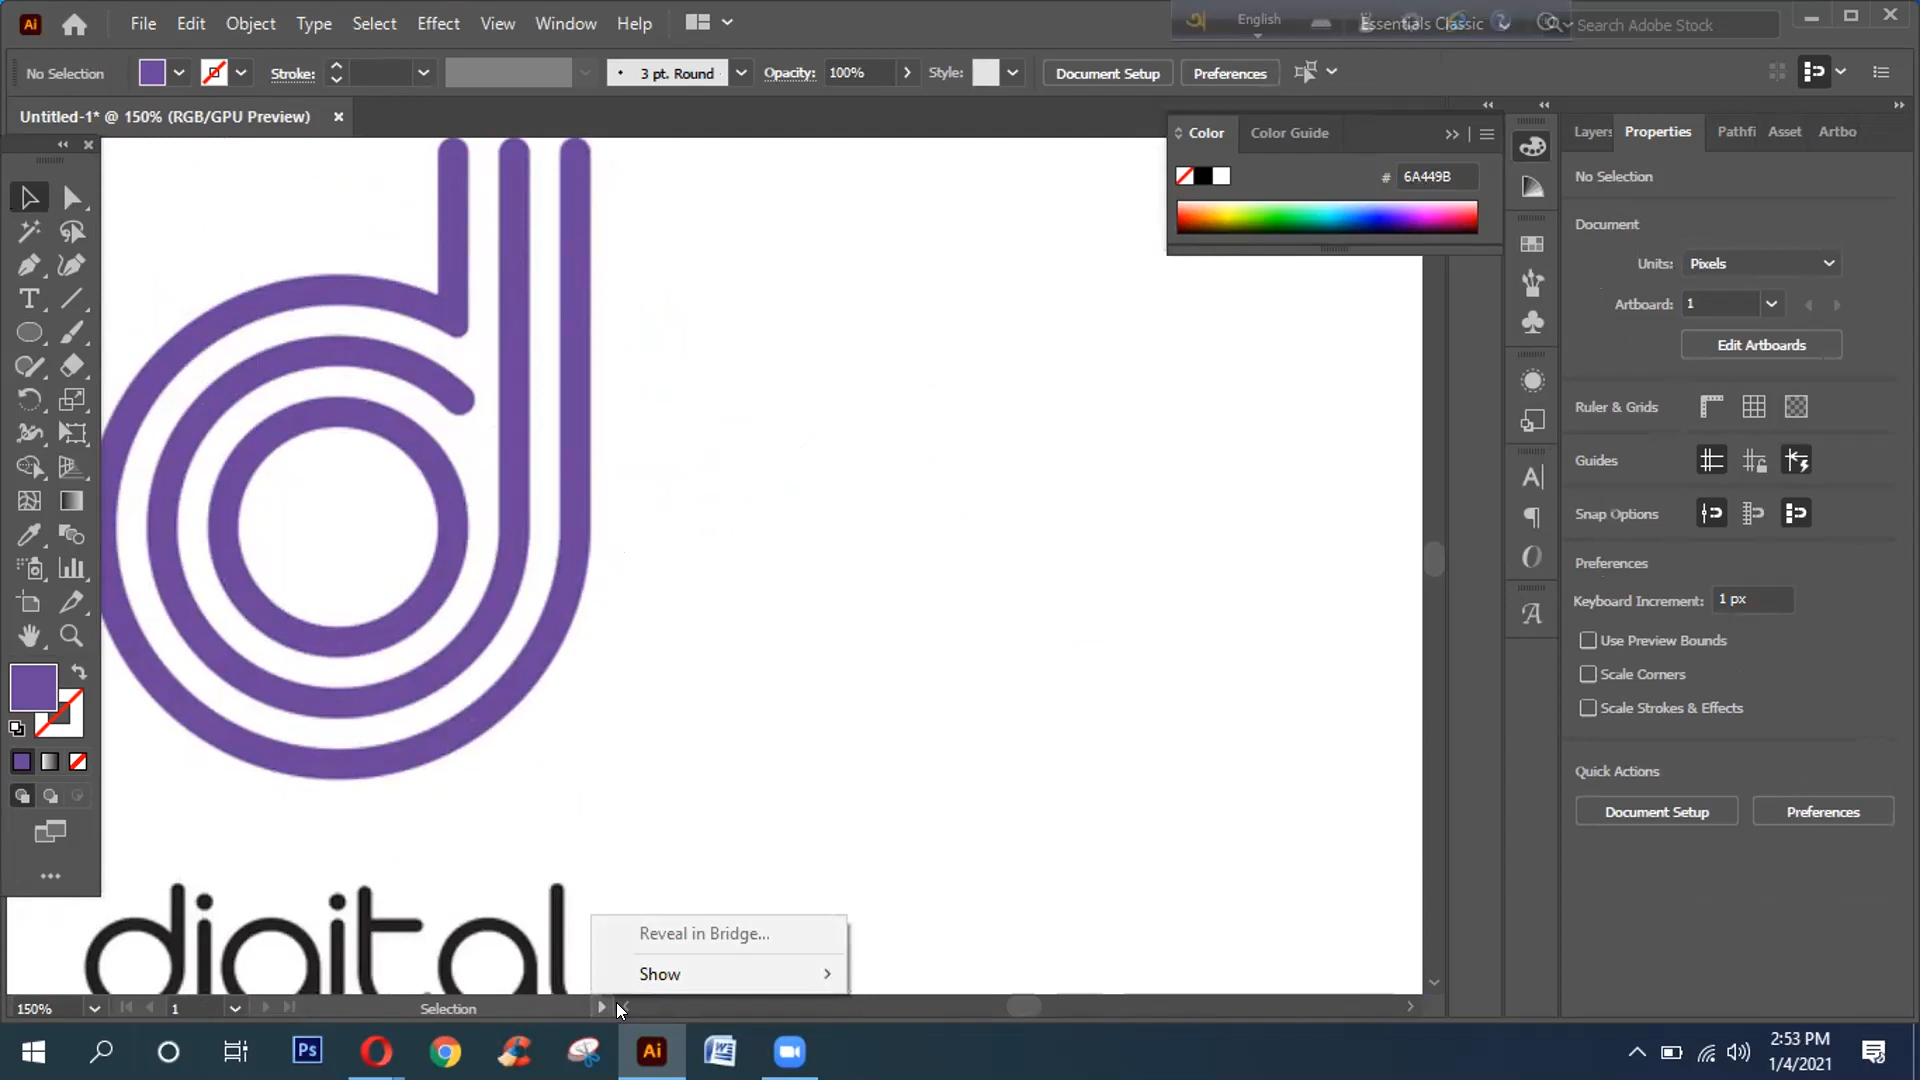 Ai File Edit Object Type Select Effect View Window Help English Essentials Classic Search Adobe Stock
No Selection Stroke: 3 pt. Round Opacity: 100% Style: Document Setup Preferences
Untitled-1* @ 150% (RGB/GPU Preview)
Color Color Guide
# 6A449B
Layers Properties Pathfi Asset Artbo
No Selection
Document
Units: Pixels
Artboard: 1
Edit Artboards
Ruler & Grids
Guides
Snap Options
Preferences
Keyboard Increment: 1 px
Use Preview Bounds
Scale Corners
Scale Strokes & Effects
Quick Actions
Document Setup Preferences
digital
Reveal in Bridge...
Show
150% 1 Selection
Ps Ai
2:53 PM
1/4/2021